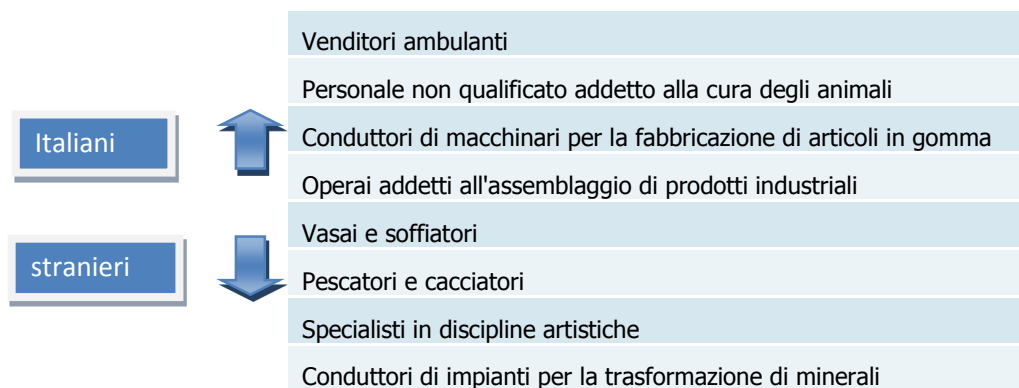 Venditori ambulanti
Personale non qualificato addetto alla cura degli animali
Italiani
Conduttori di macchinari per la fabbricazione di articoli in gomma
Operai addetti all'assemblaggio di prodotti industriali
Vasai e soffiatori
stranieri
Pescatori e cacciatori
Specialisti in discipline artistiche
Conduttori di impianti per la trasformazione di minerali